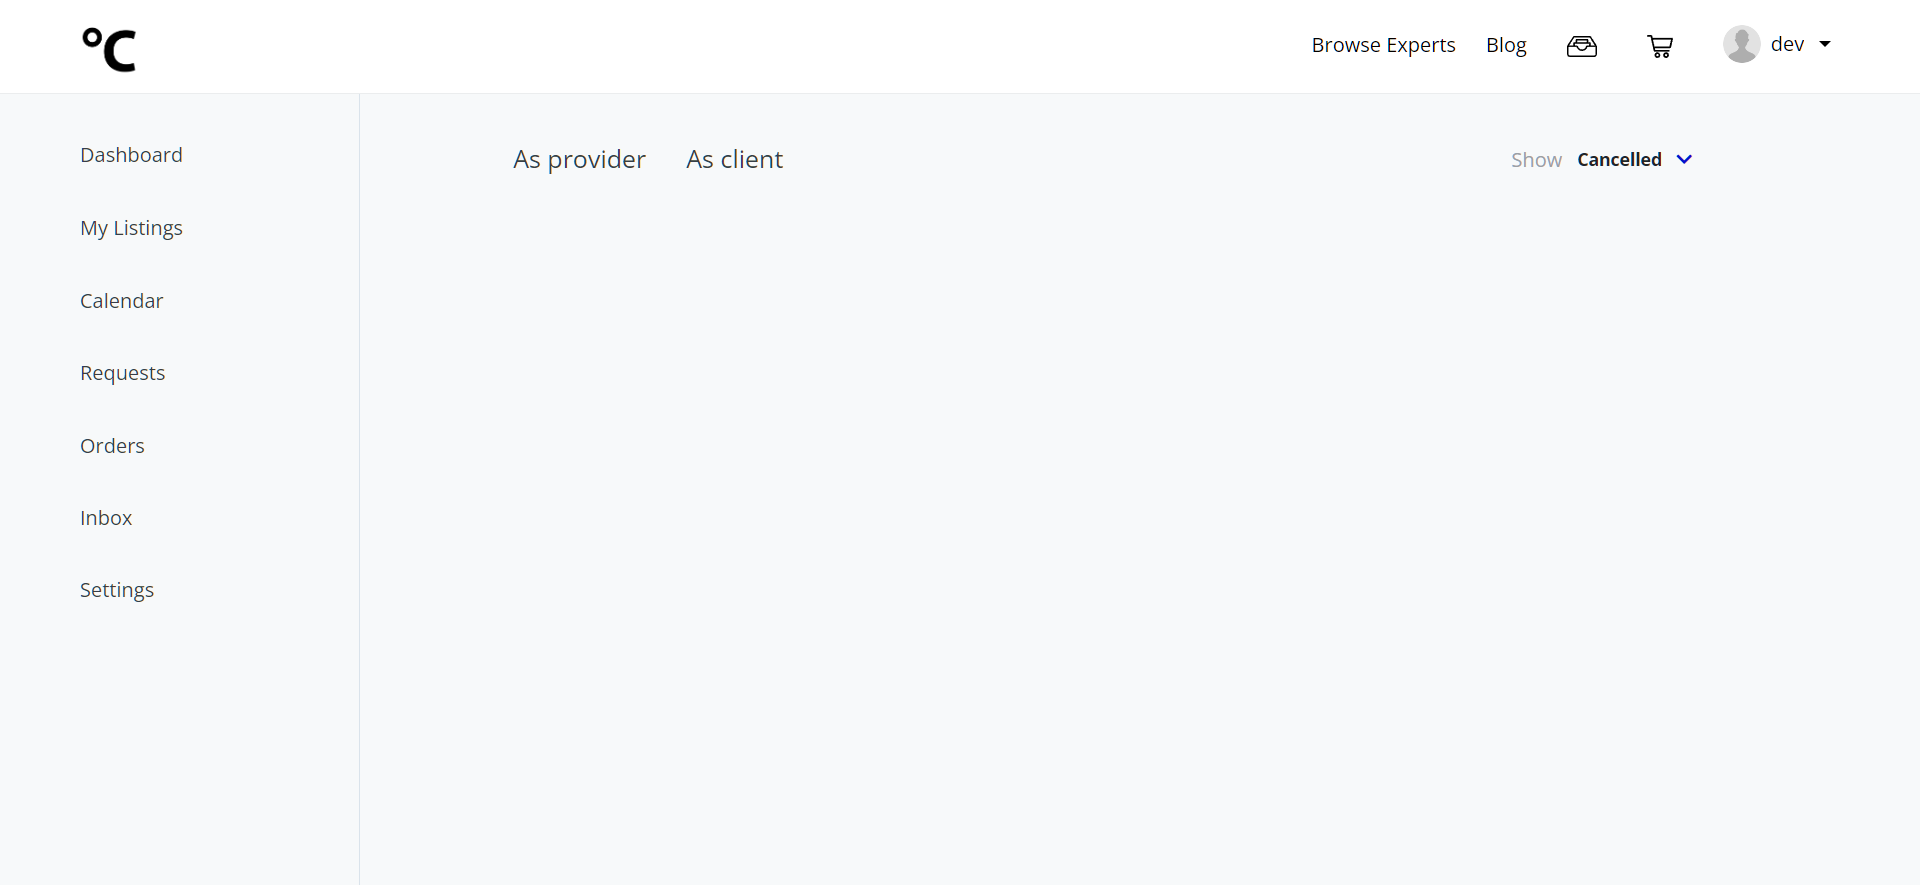 °C
Browse Experts
Blog
dev
Dashboard
My Listings
Calendar
Requests
Orders
Inbox
Settings
As provider
As client
Show Cancelled